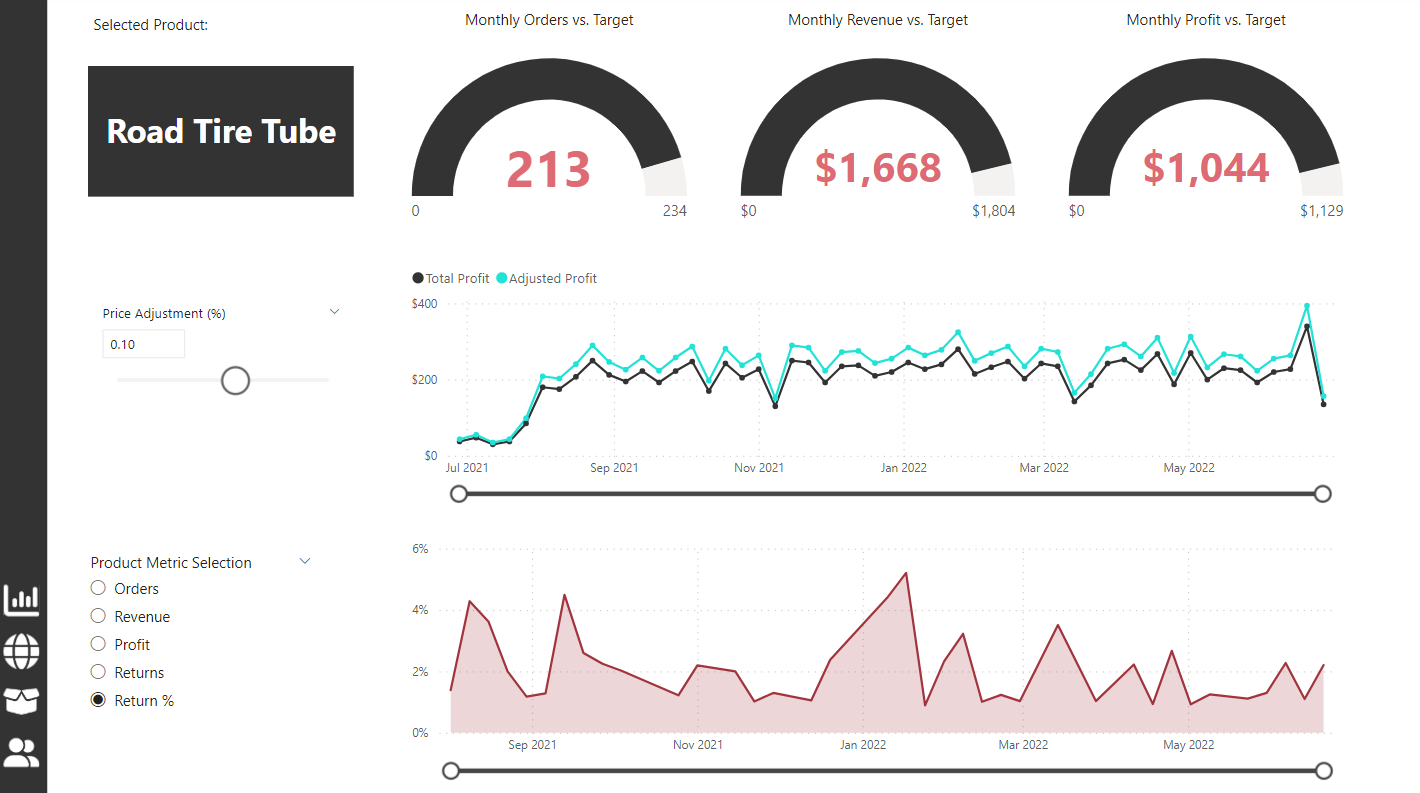 Selected Product:
Road Tire Tube
Monthly Orders vs. Target
213
0
234
Monthly Revenue vs. Target
$1,668
$0
$1,804
Monthly Profit vs. Target
$1,044
$0
$1,129
Price Adjustment (%)
0.10
Total Profit
Adjusted Profit
$400
$200
$0
Jul 2021
Sep 2021
Nov 2021
Jan 2022
Mar 2022
May 2022
Product Metric Selection
Orders
Revenue
Profit
Returns
Return %
6%
4%
2%
0%
Sep 2021
Nov 2021
Jan 2022
Mar 2022
May 2022